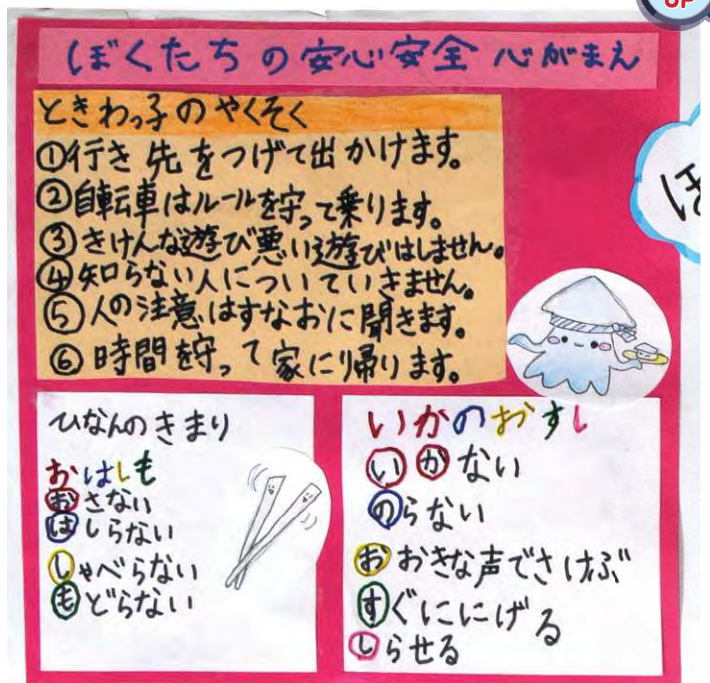 UP
ぼくたちの安心安全 心がまえ
ときわっ子のやくそく
①行き先をつげて出かけます。
②自転車はルールを守って乗ります。
③きけんな遊び悪い遊びはしません。
④知らない人についていきません。
⑤人の注意はすなおに聞きます。
⑥時間を守って家に帰ります。
ほ
ひなんのきまり
おはしも
おさない
はしらない
しゃべらない
もどらない
いかのおすし
いかない
のらない
おおきな声でさけぶ
すぐににげる
しらせる